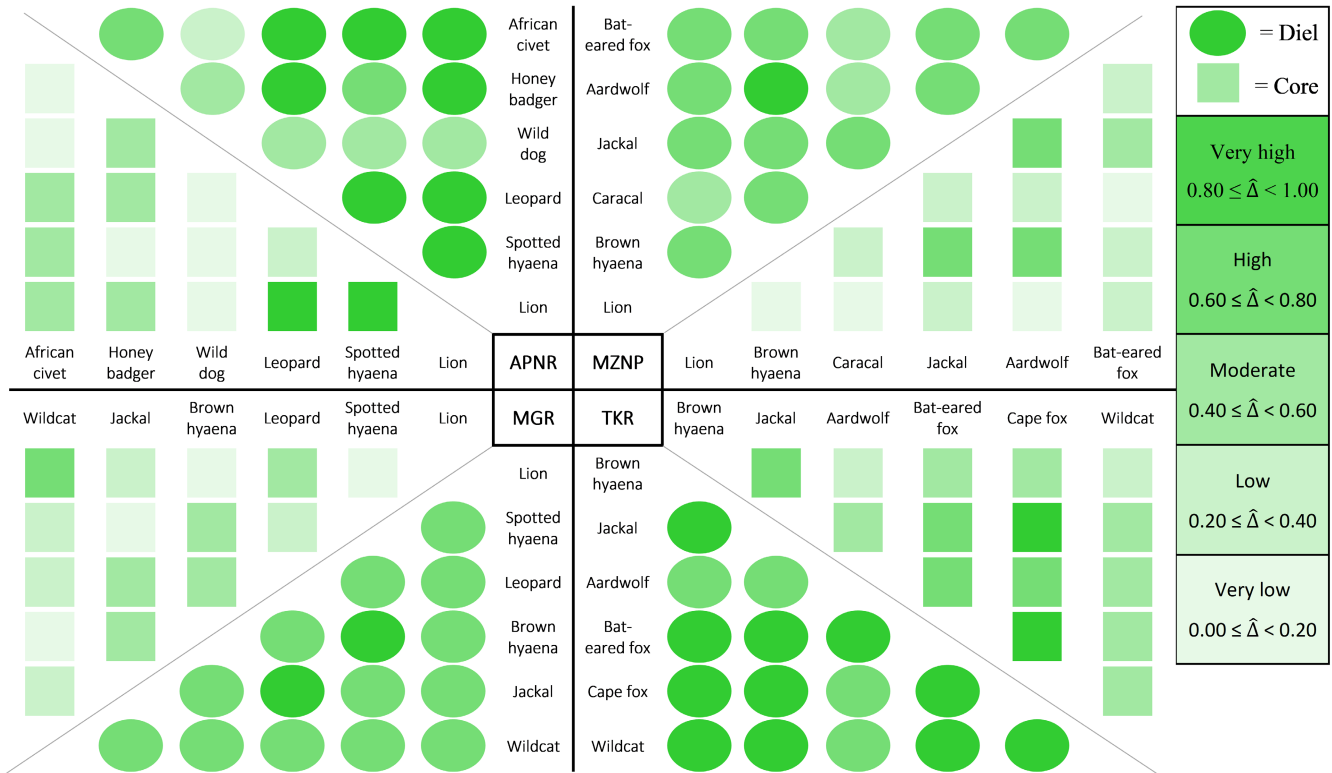 African
civet
Honey
badger
Wild
dog
Leopard
Spotted
hyaena
Lion
African
civet
Honey
badger
Wild
dog
Leopard
Spotted
hyaena
Lion
APNR
Bat-
eared fox
Aardwolf
Jackal
Caracal
Brown
hyaena
Lion
MZNP
Lion
Brown
hyaena
Caracal
Jackal
Aardwolf
Bat-eared
fox
Wildcat
Jackal
Brown
hyaena
Leopard
Spotted
hyaena
Lion
MGR
Lion
Spotted
hyaena
Leopard
Brown
hyaena
Jackal
Wildcat
TKR
Brown
hyaena
Jackal
Aardwolf
Bat-eared
fox
Cape fox
Wildcat
Brown
hyaena
Jackal
Aardwolf
Bat-
eared fox
Cape fox
Wildcat
= Diel
= Core
Very high
0.80 ≤ Δ̂ < 1.00
High
0.60 ≤ Δ̂ < 0.80
Moderate
0.40 ≤ Δ̂ < 0.60
Low
0.20 ≤ Δ̂ < 0.40
Very low
0.00 ≤ Δ̂ < 0.20